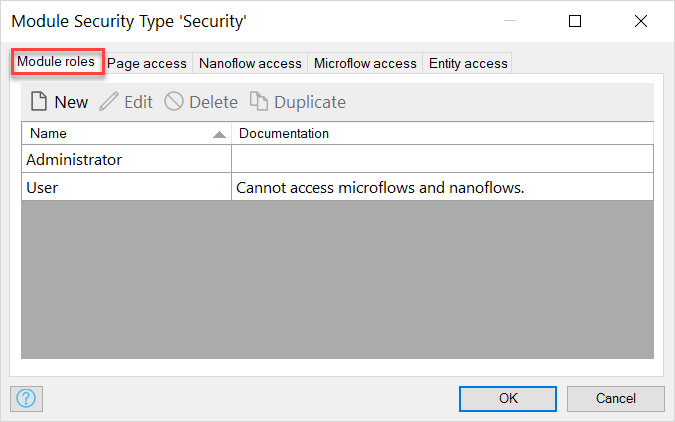 Module Security Type 'Security'
Module roles Page access Nanoflow access Microflow access Entity access
New Edit Delete Duplicate
Name Documentation
Administrator
User Cannot access microflows and nanoflows.
? OK Cancel